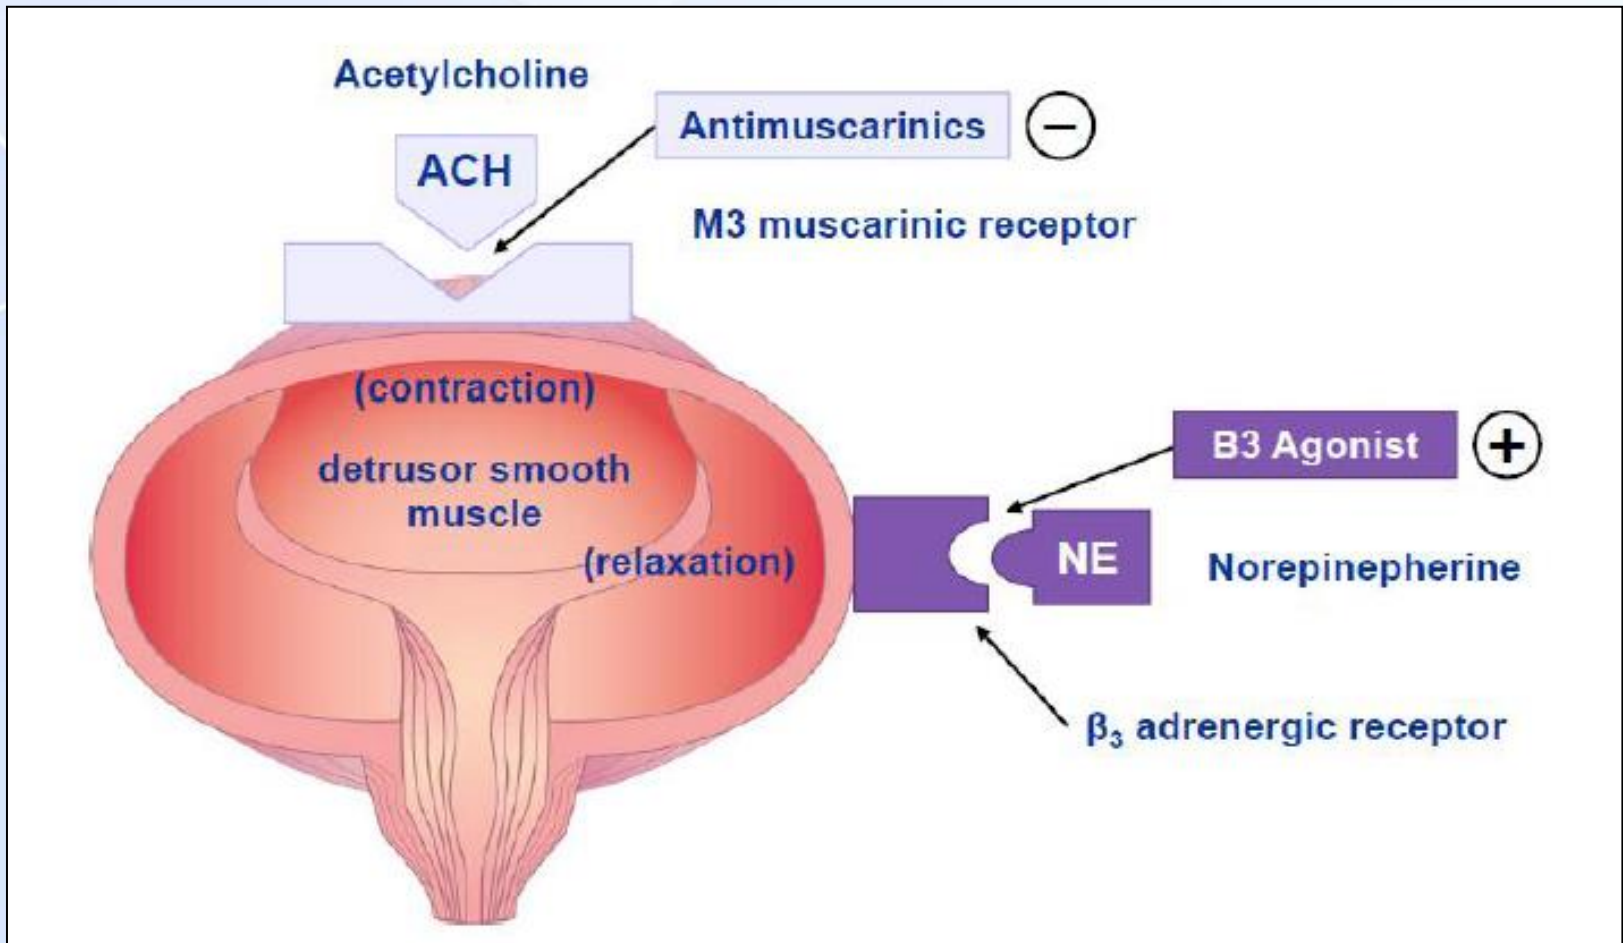 Acetylcholine
Antimuscarinics
−
ACH
M3 muscarinic receptor
(contraction)
detrusor smooth
muscle
(relaxation)
B3 Agonist
+
NE
Norepinepherine
β₃ adrenergic receptor